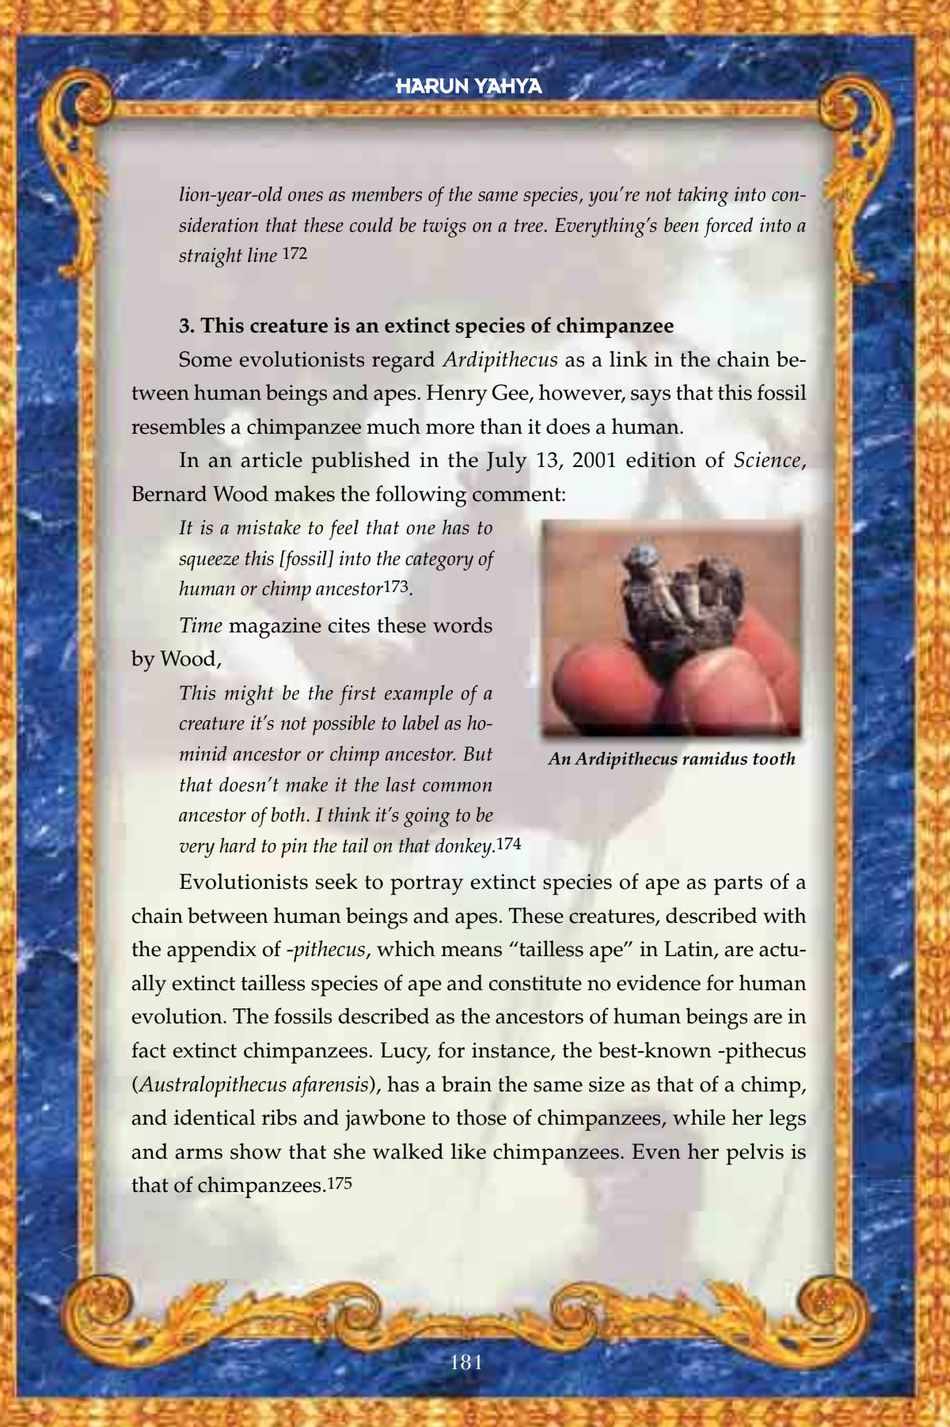 HARUN YAHYA
lion-year-old ones as members of the same species, you're not taking into con-
sideration that these could be twigs on a tree. Everything's been forced into a
straight line 172
3. This creature is an extinct species of chimpanzee
Some evolutionists regard Ardipithecus as a link in the chain be-
tween human beings and apes. Henry Gee, however, says that this fossil
resembles a chimpanzee much more than it does a human.
In an article published in the July 13, 2001 edition of Science,
Bernard Wood makes the following comment:
It is a mistake to feel that one has to
squeeze this [fossil] into the category of
human or chimp ancestor173.
Time magazine cites these words
by Wood,
This might be the first example of a
creature it's not possible to label as ho-
minid ancestor or chimp ancestor. But
that doesn't make it the last common
ancestor of both. I think it's going to be
very hard to pin the tail on that donkey.174
An Ardipithecus ramidus tooth
Evolutionists seek to portray extinct species of ape as parts of a
chain between human beings and apes. These creatures, described with
the appendix of -pithecus, which means “tailless ape” in Latin, are actu-
ally extinct tailless species of ape and constitute no evidence for human
evolution. The fossils described as the ancestors of human beings are in
fact extinct chimpanzees. Lucy, for instance, the best-known -pithecus
(Australopithecus afarensis), has a brain the same size as that of a chimp,
and identical ribs and jawbone to those of chimpanzees, while her legs
and arms show that she walked like chimpanzees. Even her pelvis is
that of chimpanzees.175
181